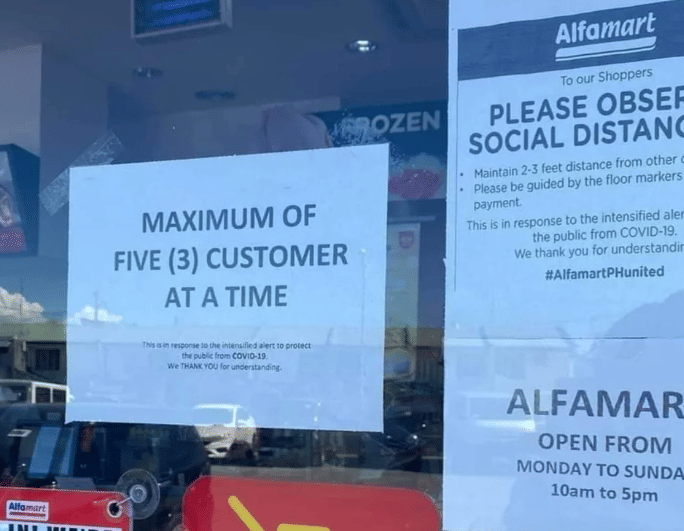 FROZEN
MAXIMUM OF
FIVE (3) CUSTOMER
AT A TIME
This is in response to the intensified alert to protect
the public from COVID-19.
We THANK YOU for understanding.
Alfamart
To our Shoppers
PLEASE OBSER
SOCIAL DISTANC
• Maintain 2-3 feet distance from other
• Please be guided by the floor markers
payment.
This is in response to the intensified aler
the public from COVID-19.
We thank you for understandin
#AlfamartPHunited
ALFAMAR
OPEN FROM
MONDAY TO SUNDA
10am to 5pm
Alfamart